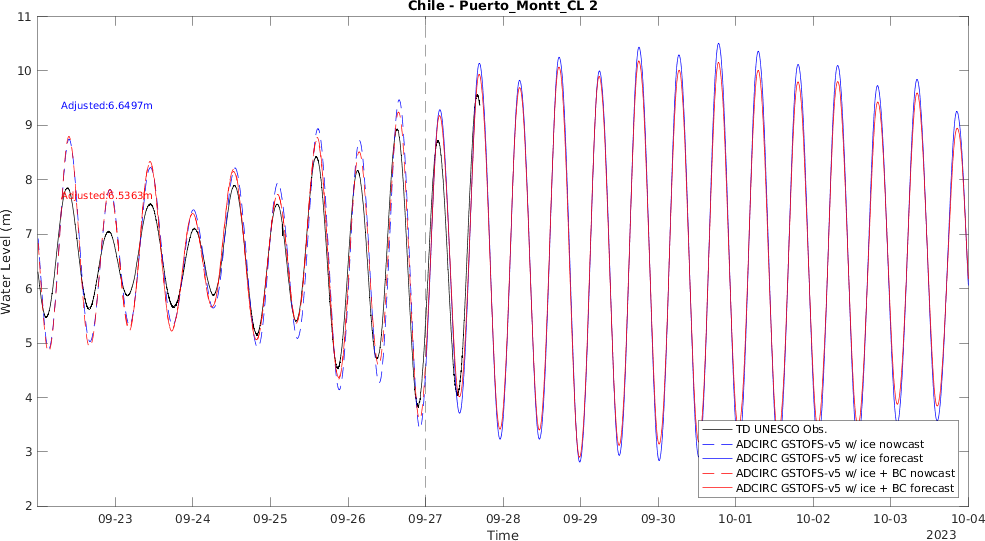 Chile - Puerto_Montt_CL 2
11
10
9
8
7
6
5
4
3
2
Water Level (m)
Adjusted:6.6497m
Adjusted:6.5363m
TD UNESCO Obs.
ADCIRC GSTOFS-v5 w/ ice nowcast
ADCIRC GSTOFS-v5 w/ ice forecast
ADCIRC GSTOFS-v5 w/ ice + BC nowcast
ADCIRC GSTOFS-v5 w/ ice + BC forecast
09-23 09-24 09-25 09-26 09-27 09-28 09-29 09-30 10-01 10-02 10-03 10-04
Time
2023